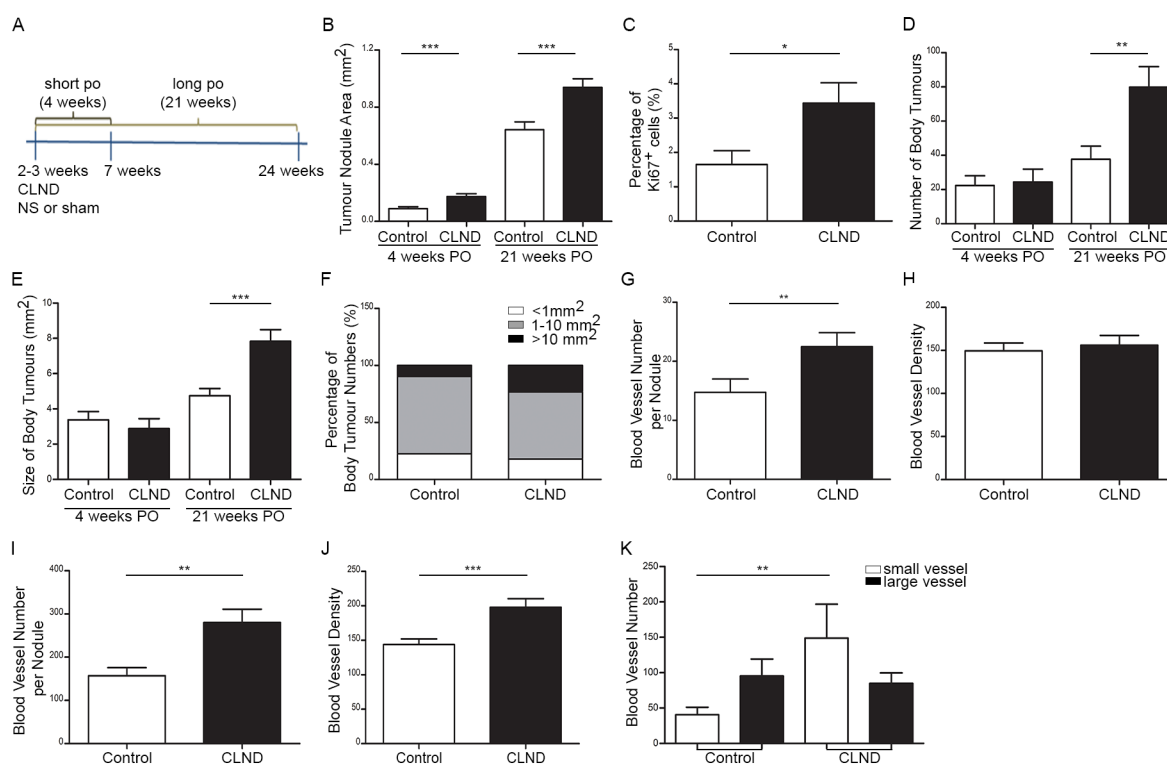 A
short po
(4 weeks)
long po
(21 weeks)
2-3 weeks
7 weeks
24 weeks
CLND
NS or sham
B
Tumour Nodule Area (mm2)
1.2
0.8
0.4
0.0
***
***
Control
CLND
Control
CLND
4 weeks PO
21 weeks PO
C
Percentage of
Ki67+ cells (%)
5
4
3
2
1
0
*
Control
CLND
D
Number of Body Tumours
100
80
60
40
20
0
**
Control
CLND
Control
CLND
4 weeks PO
21 weeks PO
E
Size of Body Tumours (mm2)
8
6
4
2
0
***
Control
CLND
Control
CLND
4 weeks PO
21 weeks PO
F
Percentage of
Body Tumour Numbers (%)
150
100
50
0
<1mm2
1-10 mm2
>10 mm2
Control
CLND
G
Blood Vessel Number
per Nodule
30
20
10
0
**
Control
CLND
H
Blood Vessel Density
200
150
100
50
0
Control
CLND
I
Blood Vessel Number
per Nodule
400
300
200
100
0
**
Control
CLND
J
Blood Vessel Density
250
200
150
100
50
0
***
Control
CLND
K
Blood Vessel Number
250
200
150
100
50
0
**
small vessel
large vessel
Control
CLND